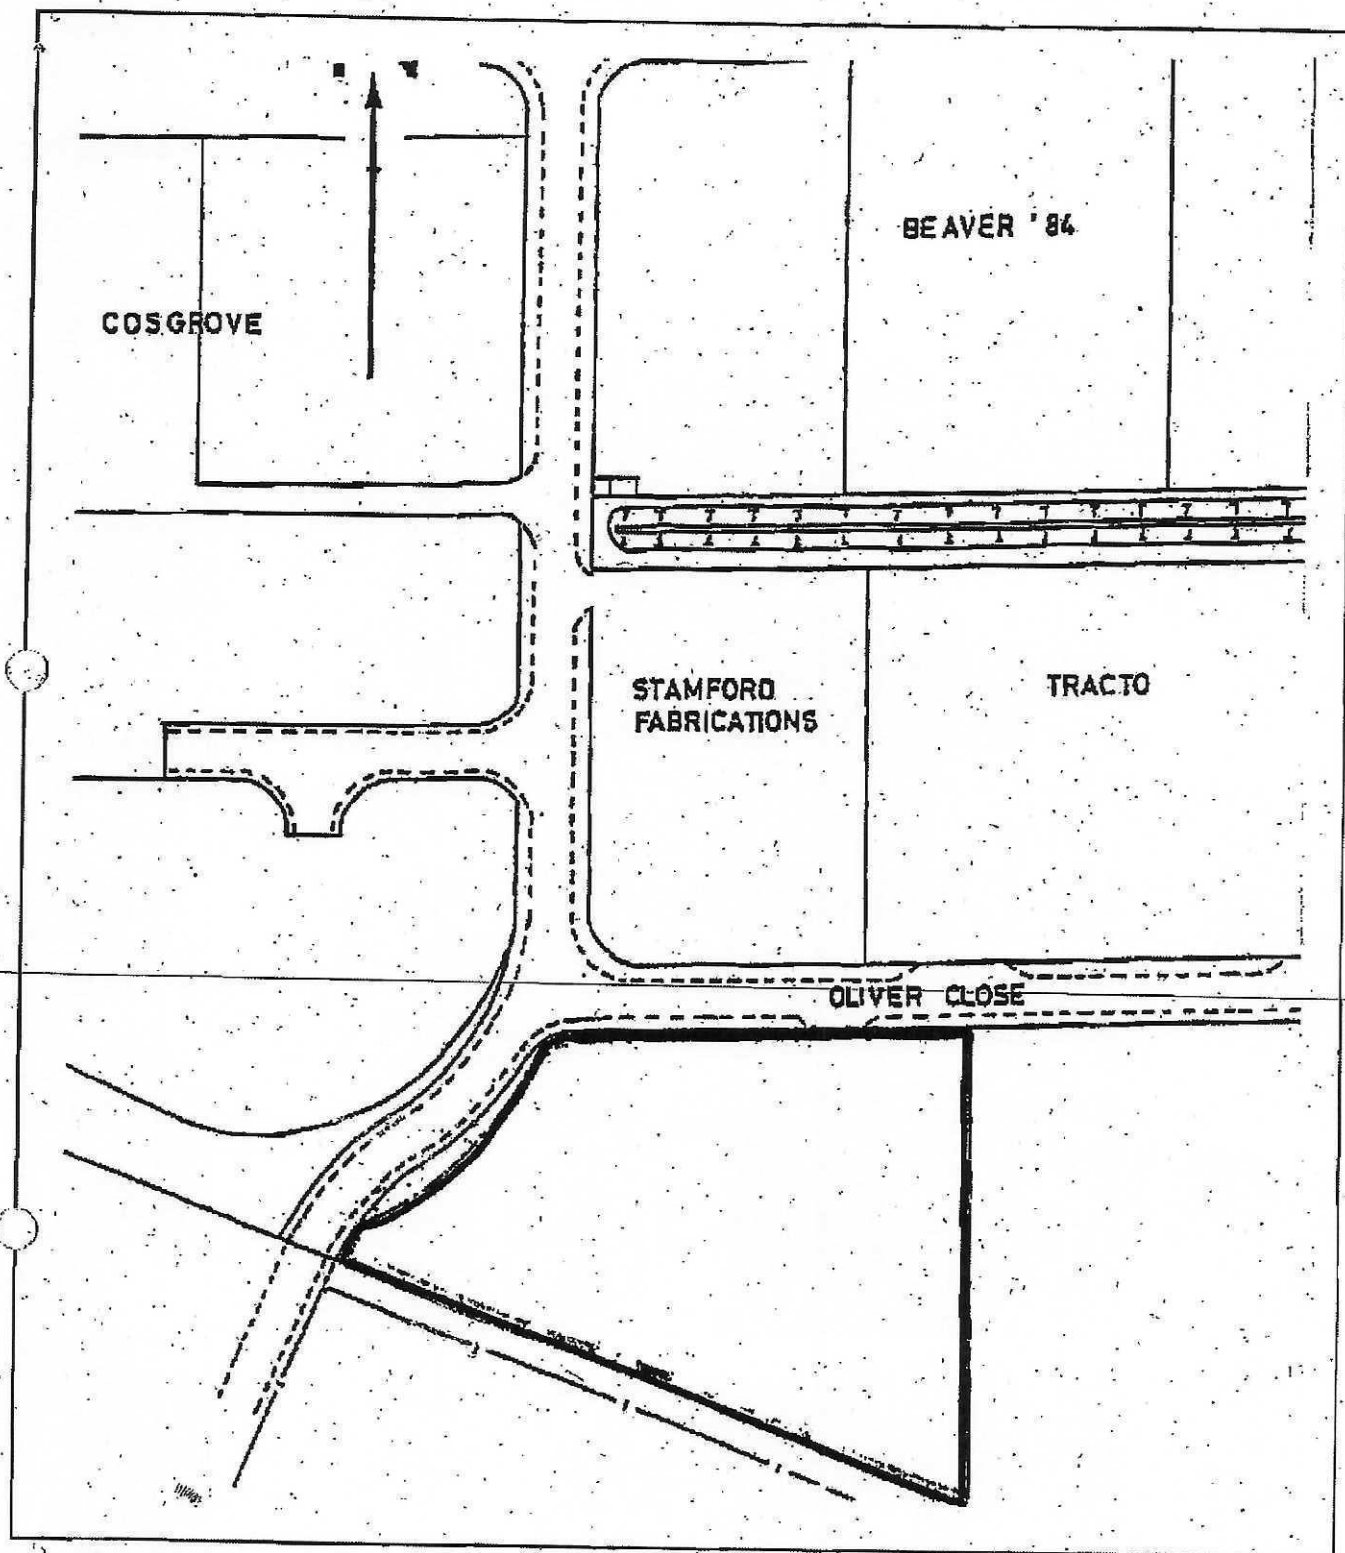 BEAVER '84
COSGROVE
STAMFORD
FABRICATIONS
TRACTO
OLIVER CLOSE